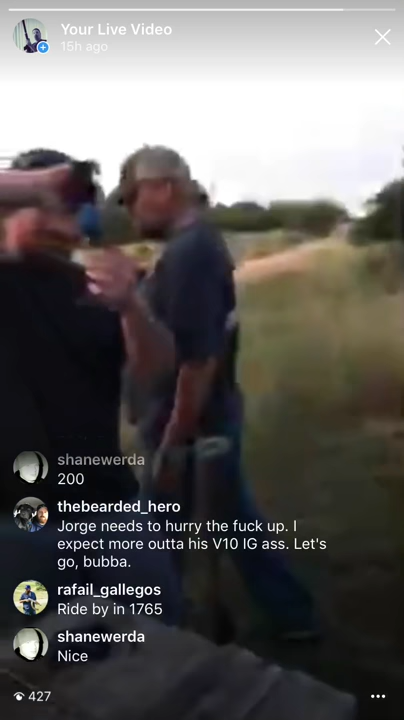 Your Live Video
15h ago
shanewerda
200
thebearded_hero
Jorge needs to hurry the fuck up. I
expect more outta his V10 IG ass. Let's
go, bubba.
rafail_gallegos
Ride by in 1765
shanewerda
Nice
427